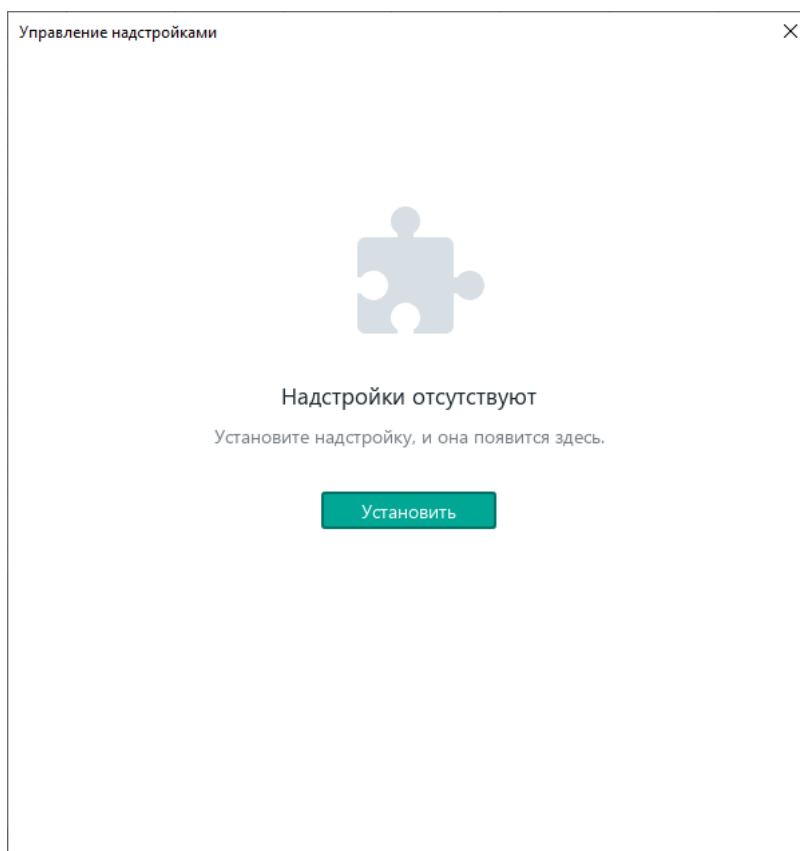 Управление надстройками
Надстройки отсутствуют
Установите надстройку, и она появится здесь.
Установить